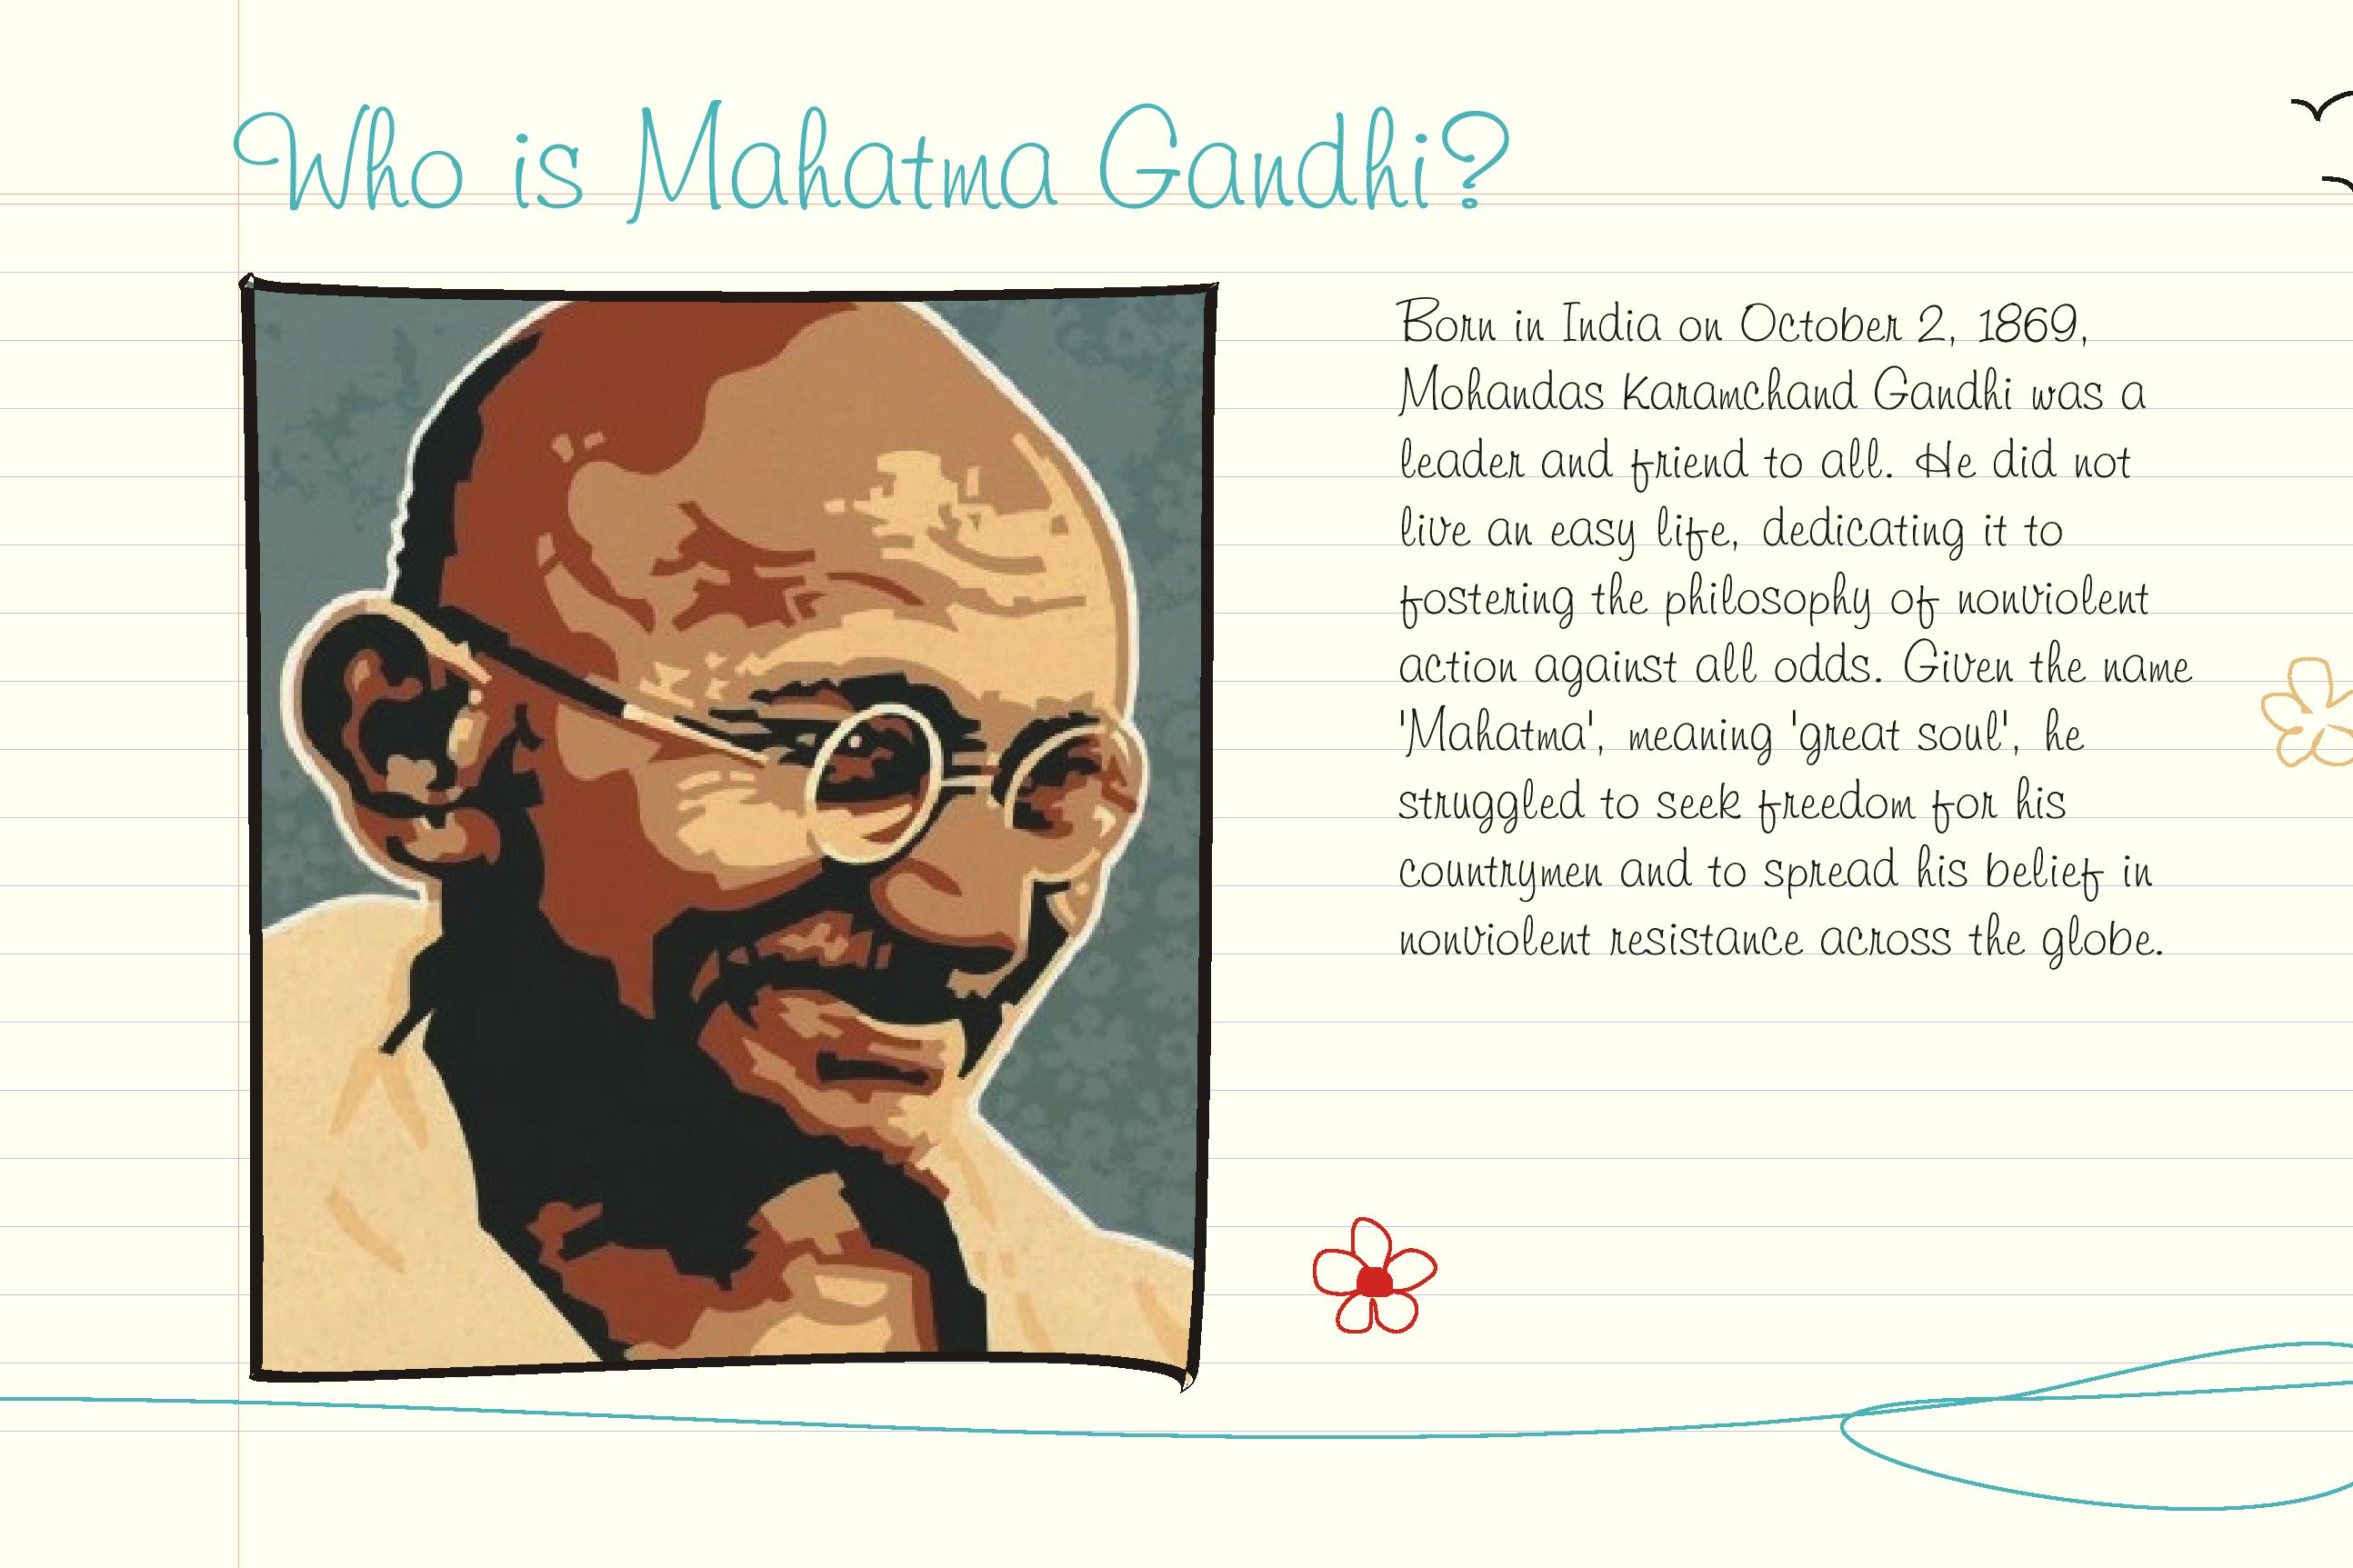 Who is Mahatma Gandhi?
Born in India on October 2, 1869,
Mohandas Karamchand Gandhi was a
leader and friend to all. He did not
live an easy life, dedicating it to
fostering the philosophy of nonviolent
action against all odds. Given the name
'Mahatma', meaning 'great soul', he
struggled to seek freedom for his
countrymen and to spread his belief in
nonviolent resistance across the globe.